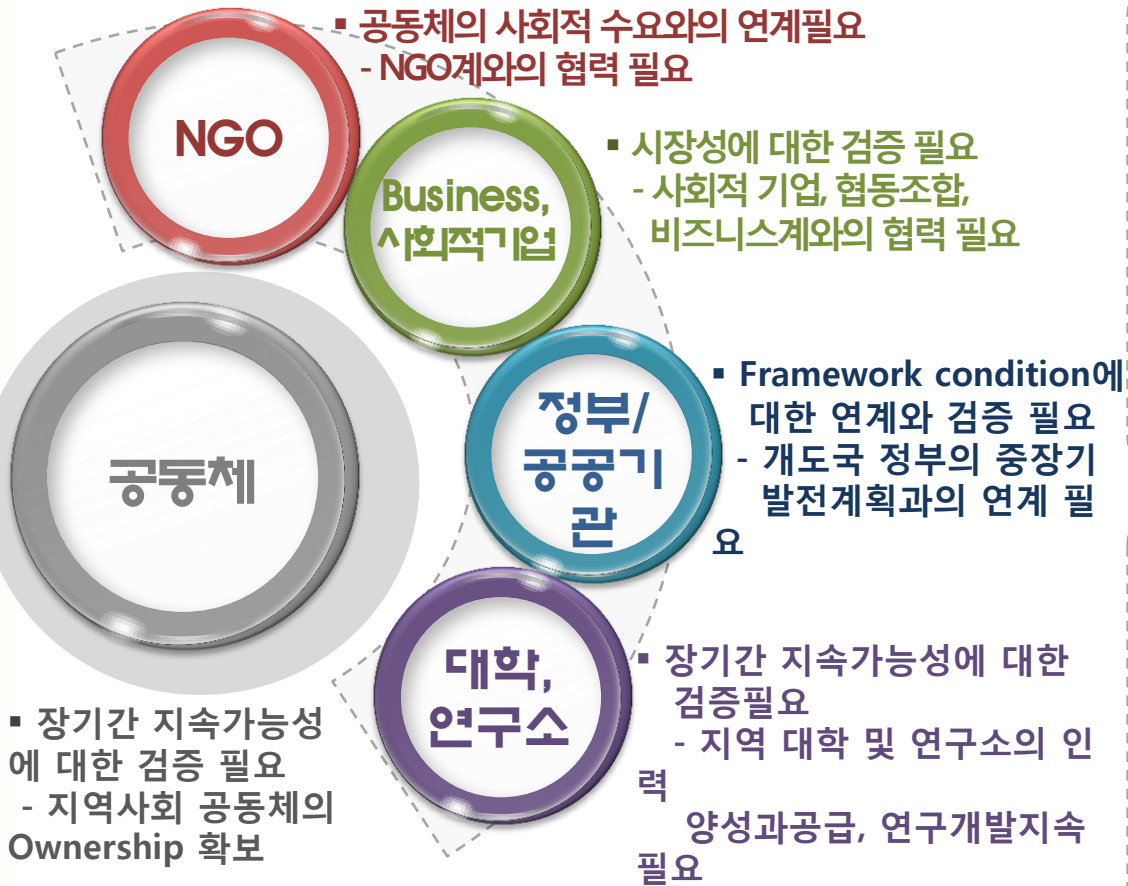 ▪ 공동체의 사회적 수요와의 연계필요
- NGO계와의 협력 필요
NGO
▪ 시장성에 대한 검증 필요
- 사회적 기업, 협동조합,
비즈니스계와의 협력 필요
Business,
사회적기업
▪ Framework condition에
대한 연계와 검증 필요
- 개도국 정부의 중장기
발전계획과의 연계 필
요
정부/
공공기
관
공동체
▪ 장기간 지속가능성에 대한
검증필요
- 지역 대학 및 연구소의 인
력
양성과공급, 연구개발지속
필요
대학,
연구소
▪ 장기간 지속가능성
에 대한 검증 필요
- 지역사회 공동체의
Ownership 확보